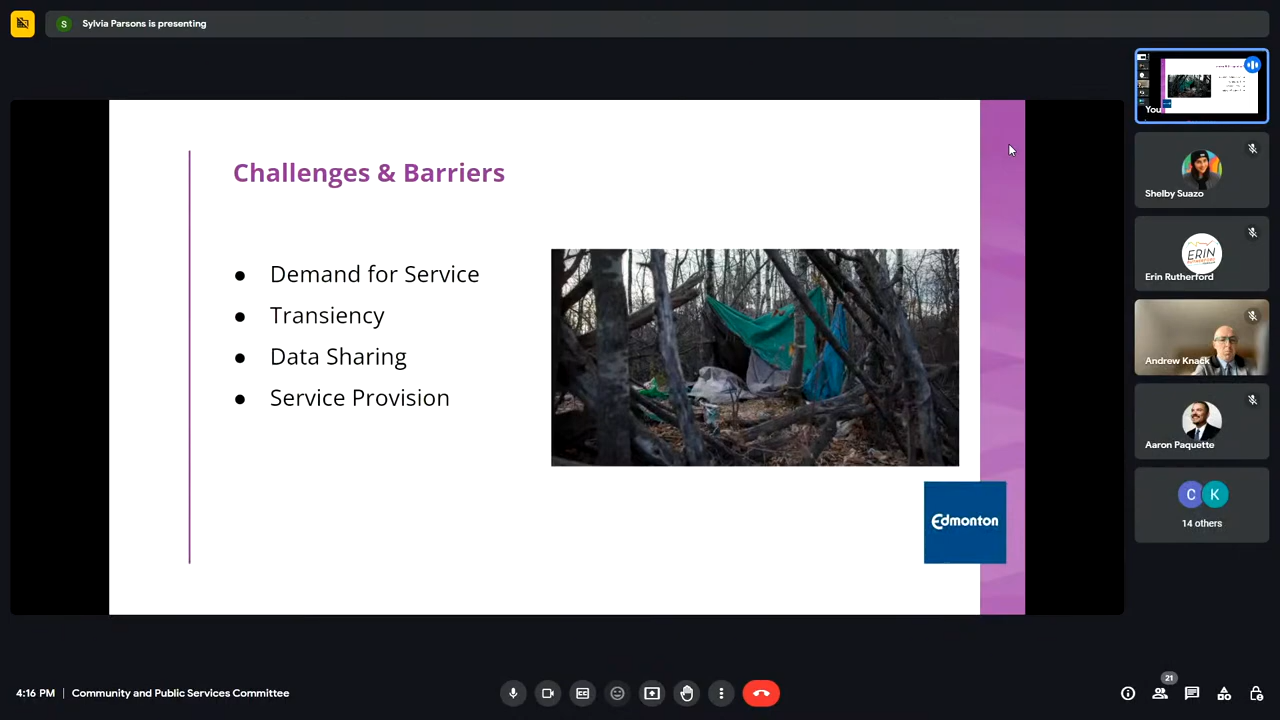 S
Sylvia Parsons is presenting
You
Challenges & Barriers
● Demand for Service
● Transiency
● Data Sharing
● Service Provision
Edmonton
Shelby Suazo
ERIN
Erin Rutherford
Andrew Knack
Aaron Paquette
C K
14 others
4:16 PM | Community and Public Services Committee
21